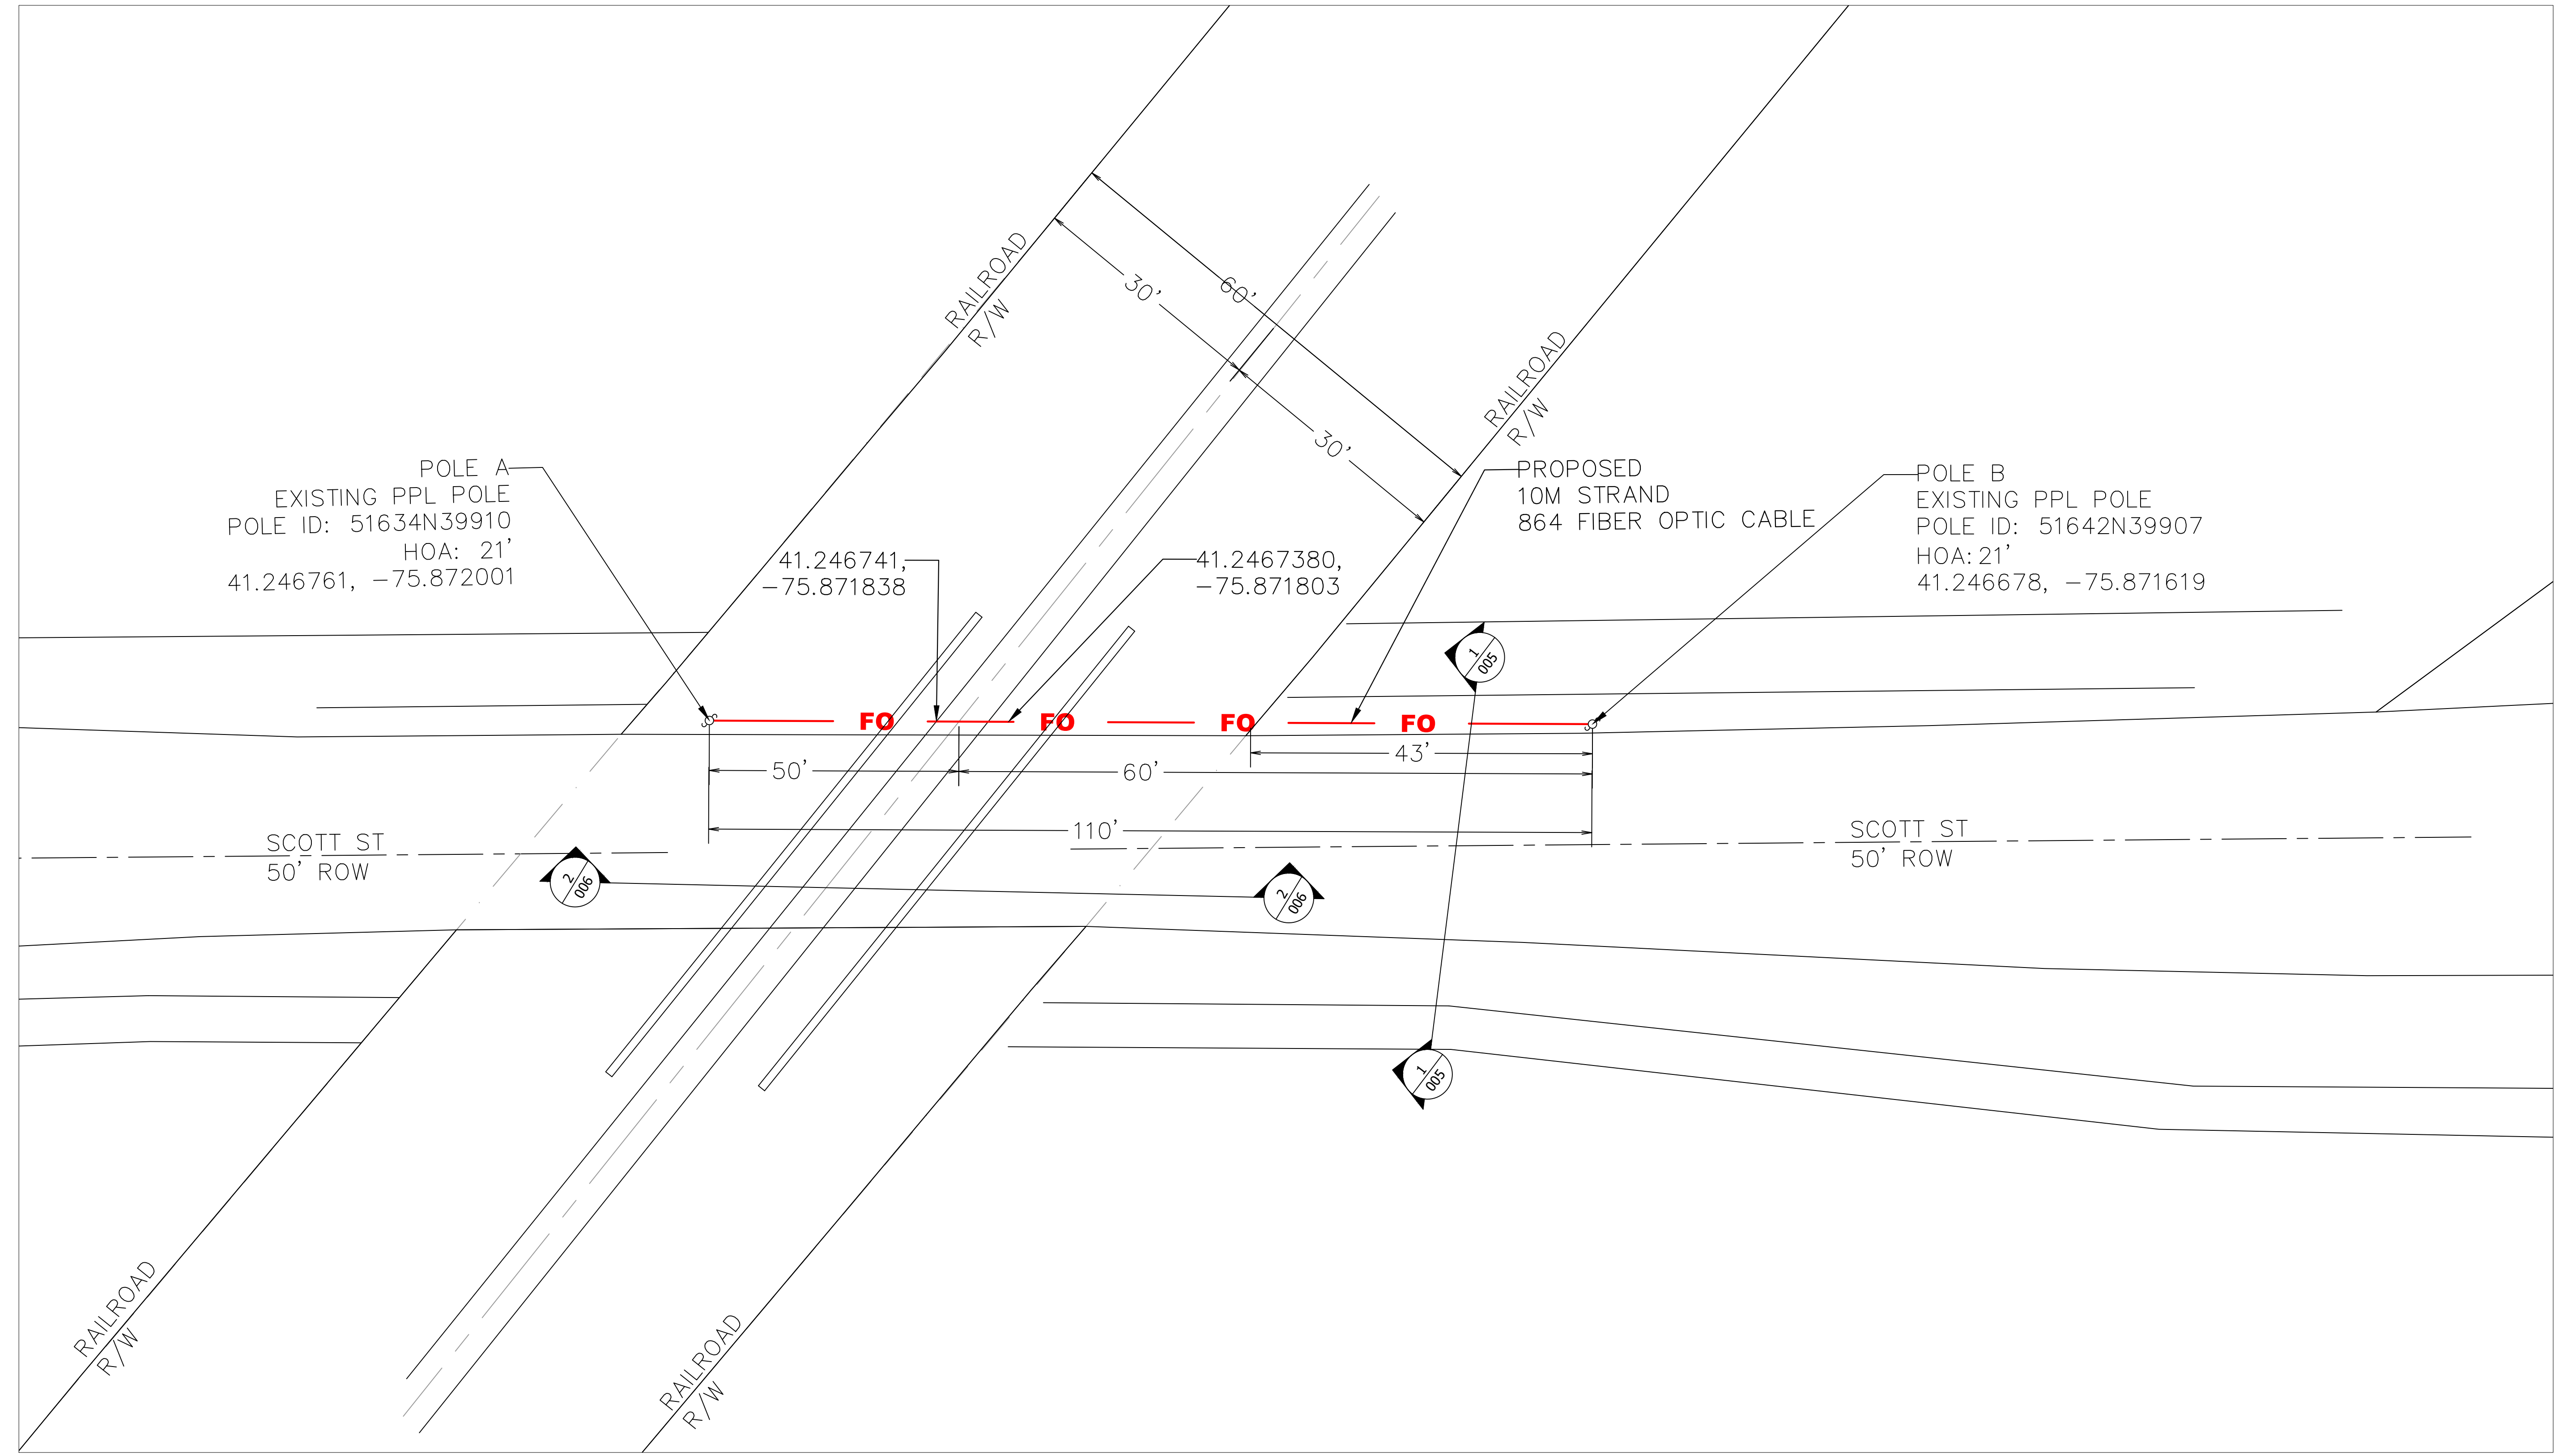 RAILROAD
R/W
30'
60'
30'
RAILROAD
R/W
POLE A
EXISTING PPL POLE
POLE ID: 51634N39910
HOA: 21'
41.246761, -75.872001
41.246741,
-75.871838
41.2467380,
-75.871803
PROPOSED
10M STRAND
864 FIBER OPTIC CABLE
POLE B
EXISTING PPL POLE
POLE ID: 51642N39907
HOA: 21'
41.246678, -75.871619
1
005
FO
FO
FO
FO
43'
50'
60'
110'
SCOTT ST
50' ROW
SCOTT ST
50' ROW
2
006
2
006
1
005
RAILROAD
R/W
RAILROAD
R/W